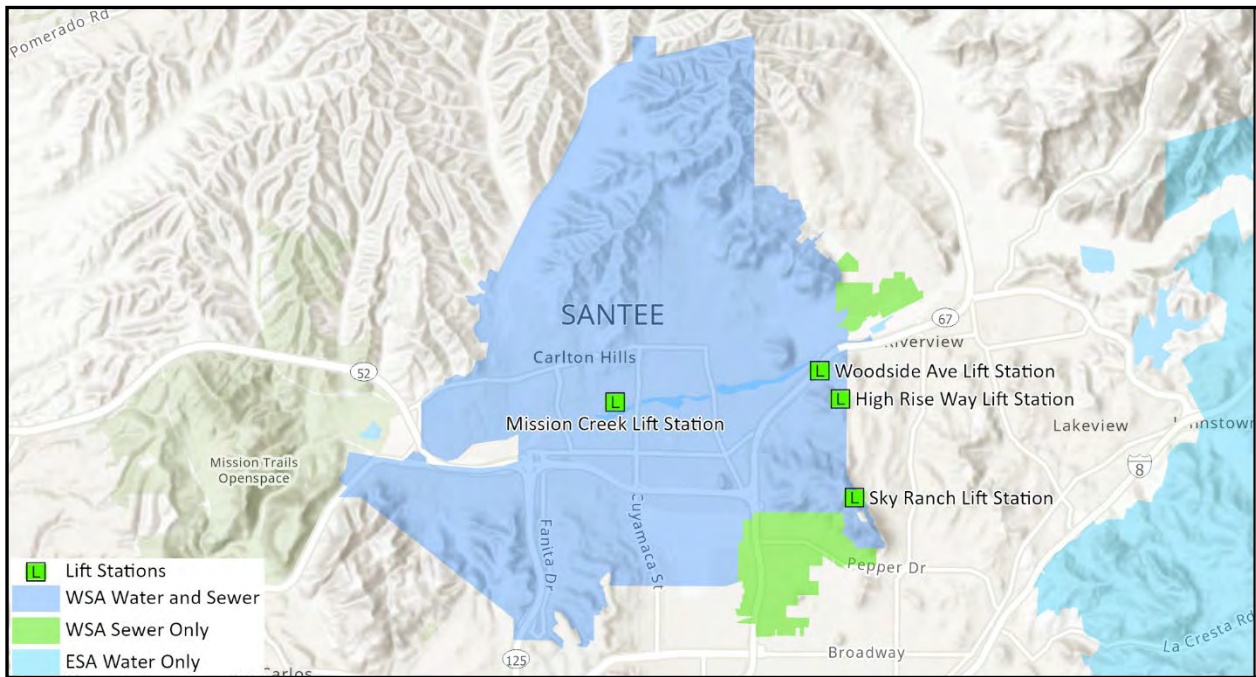 Pomerado Rd
SANTEE
67
Riverview
Carlton Hills
52
L
Woodside Ave Lift Station
L
High Rise Way Lift Station
L
Mission Creek Lift Station
Lakeview
Mission Trails
Openspace
8
L
Sky Ranch Lift Station
Fanita Dr
Cuyamaca St
Pepper Dr
L
Lift Stations
WSA Water and Sewer
WSA Sewer Only
ESA Water Only
La Cresta Rd
Broadway
125
Carlos